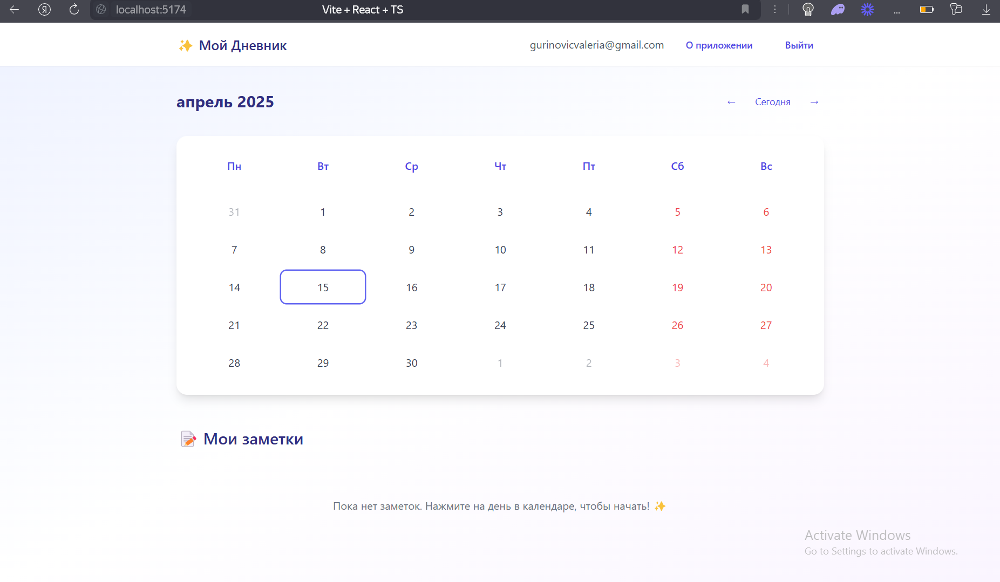 localhost:5174 Vite + React + TS ...
Мой Дневник gurinovicvaleria@gmail.com О приложении Выйти
апрель 2025 ← Сегодня →
Пн Вт Ср Чт Пт Сб Вс
31 1 2 3 4 5 6
7 8 9 10 11 12 13
14 15 16 17 18 19 20
21 22 23 24 25 26 27
28 29 30 1 2 3 4
Мои заметки
Пока нет заметок. Нажмите на день в календаре, чтобы начать!
Activate Windows
Go to Settings to activate Windows.